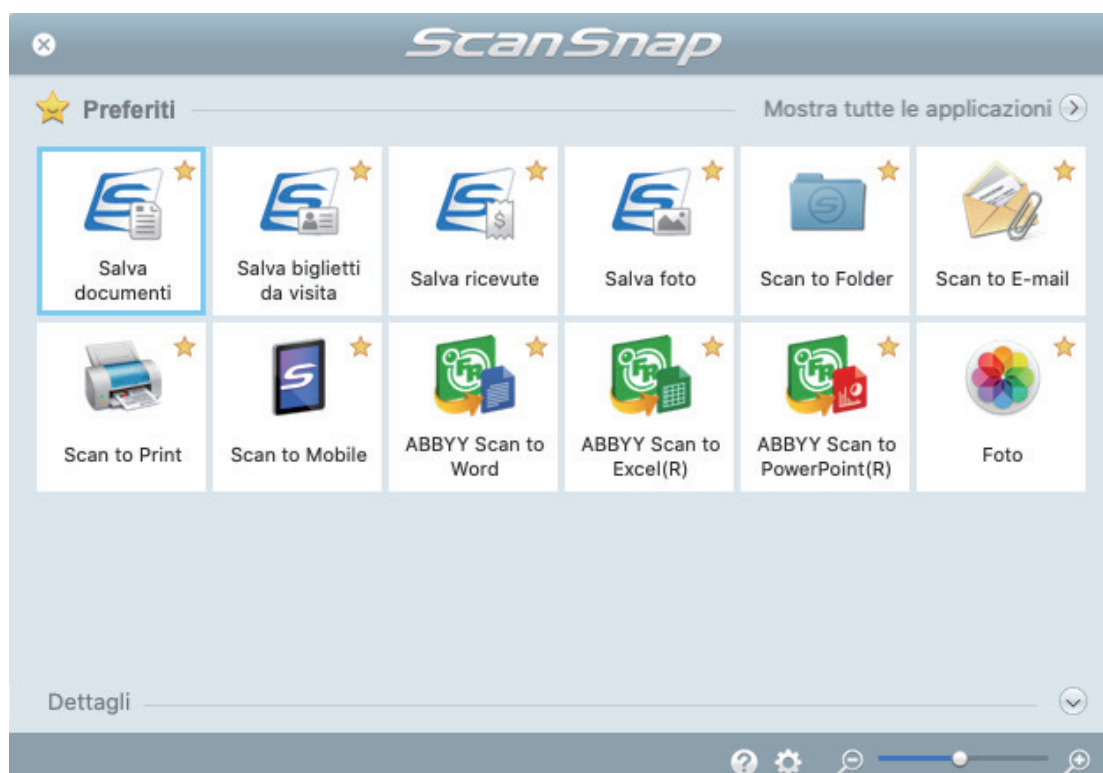 ScanSnap
Preferiti
Mostra tutte le applicazioni
Salva
documenti
Salva biglietti
da visita
Salva ricevute
Salva foto
Scan to Folder
Scan to E-mail
Scan to Print
Scan to Mobile
ABBYY Scan to
Word
ABBYY Scan to
Excel(R)
ABBYY Scan to
PowerPoint(R)
Foto
Dettagli